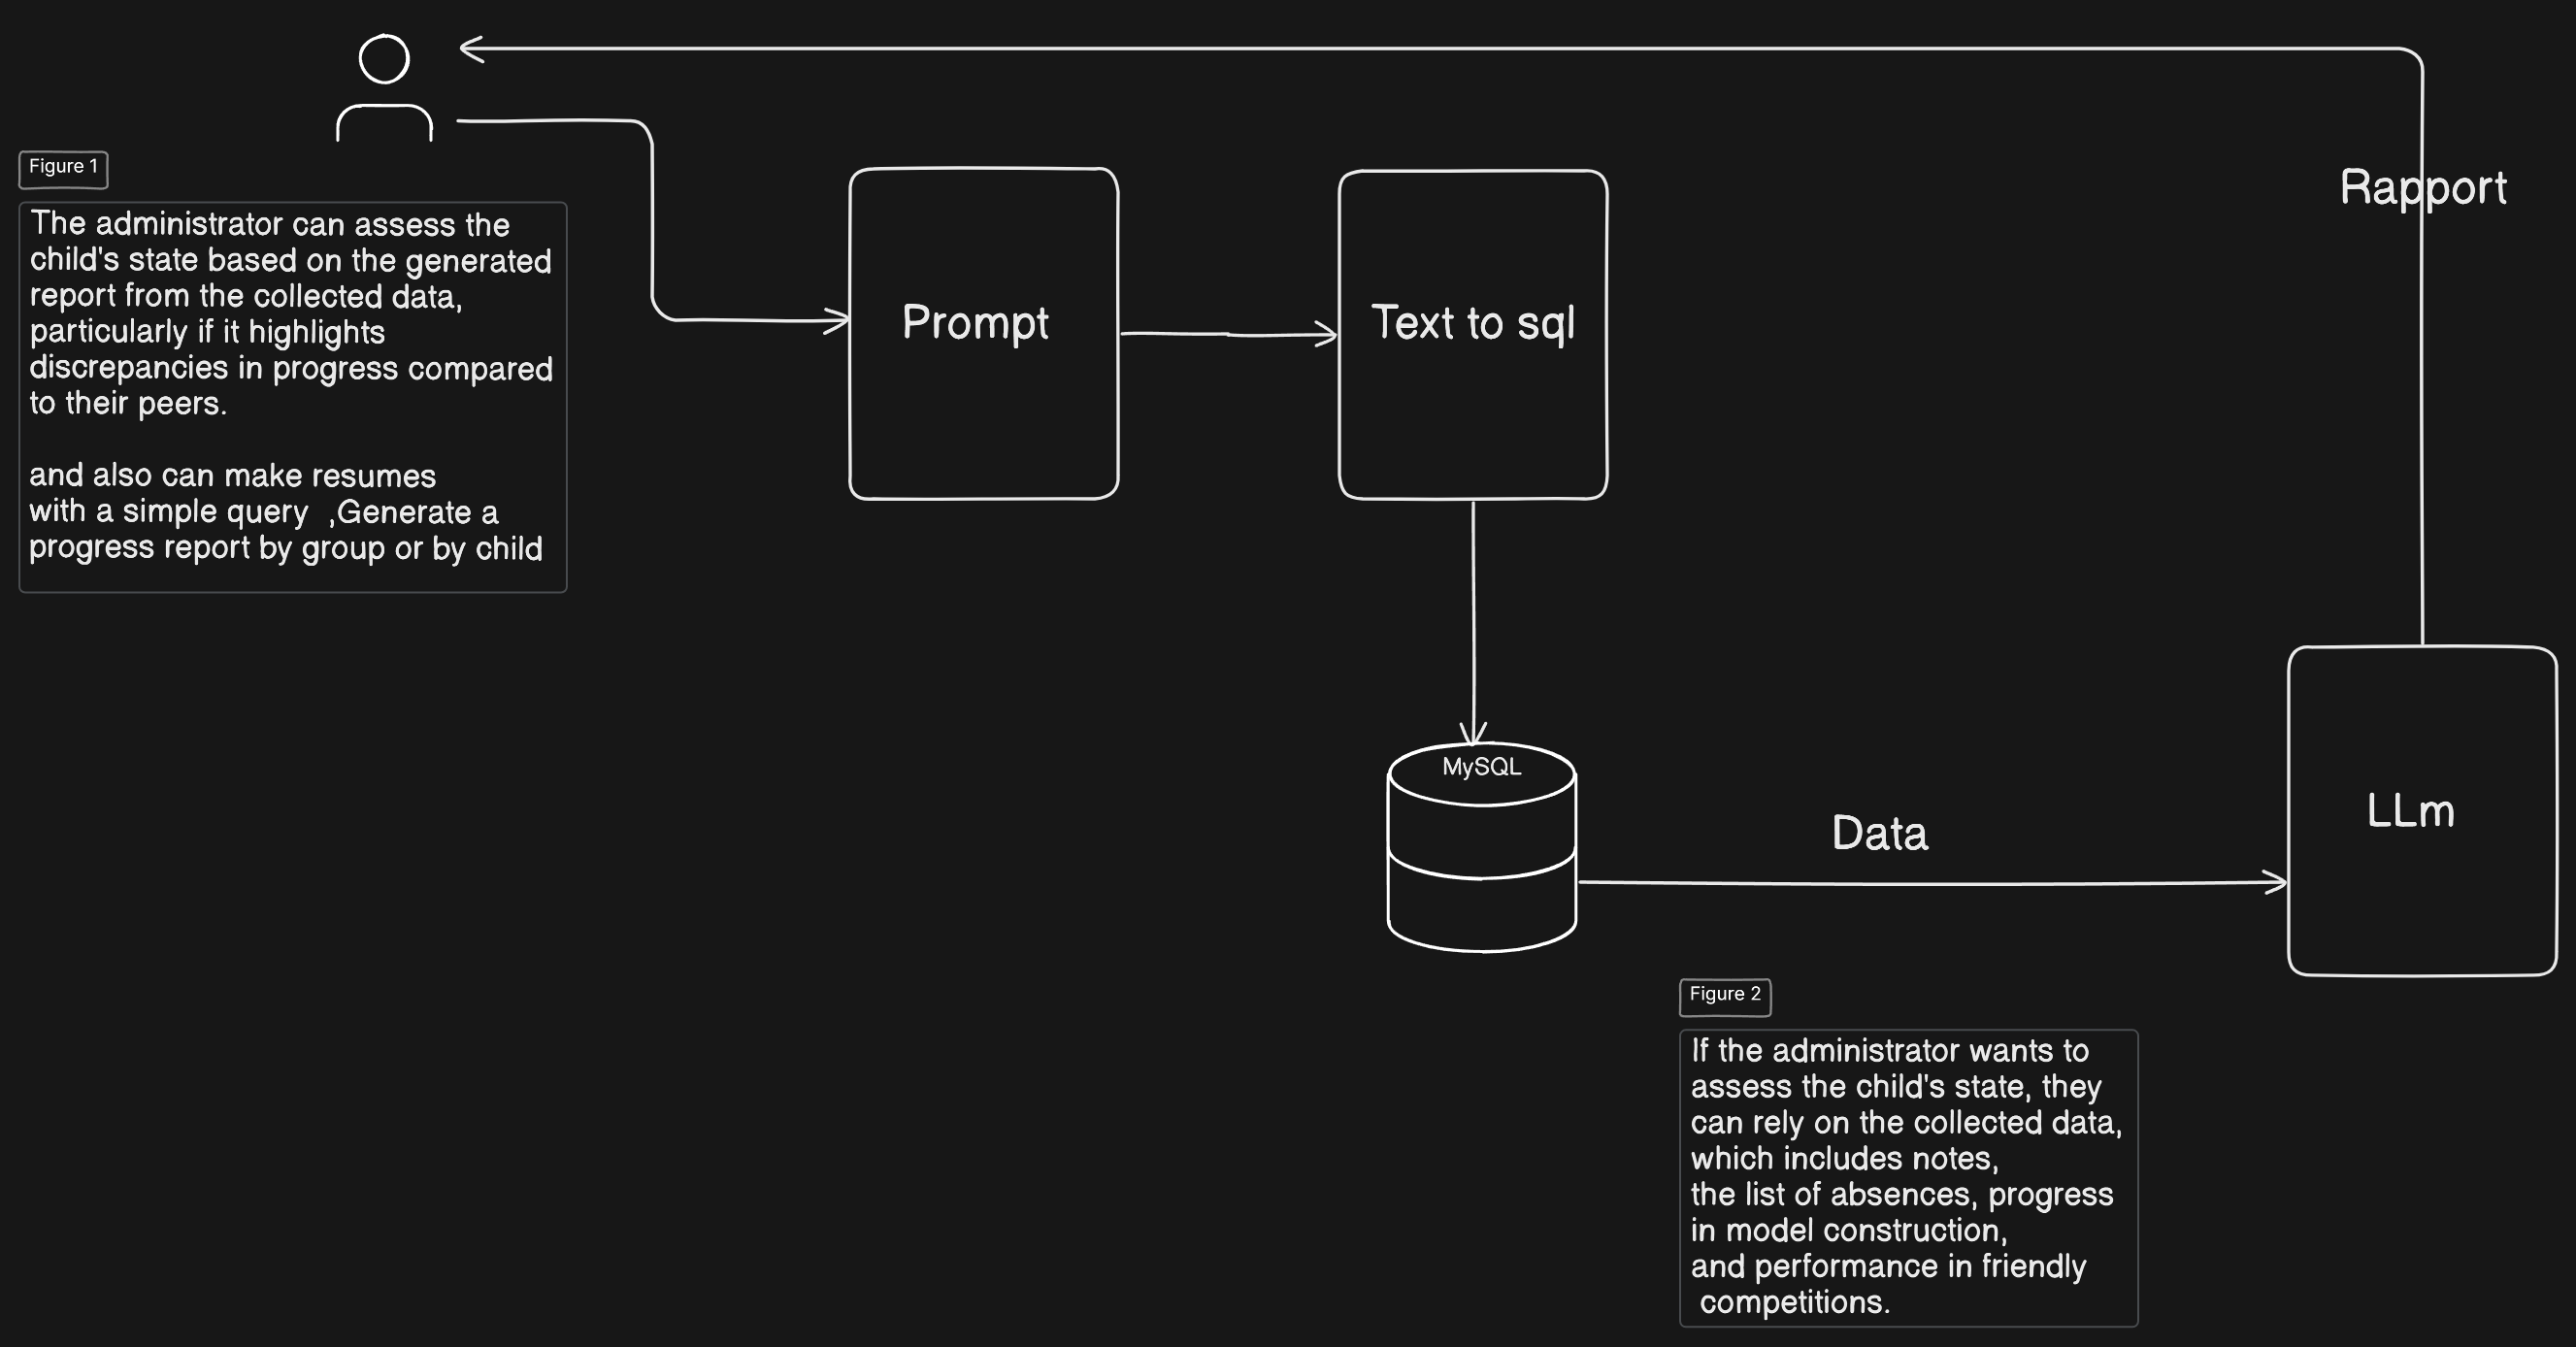 Figure 1
The administrator can assess the
child's state based on the generated
report from the collected data,
particularly if it highlights
discrepancies in progress compared
to their peers.
and also can make resumes
with a simple query  ,Generate a
progress report by group or by child
Prompt
Text to sql
Rapport
MySQL
Data
LLm
Figure 2
If the administrator wants to
assess the child's state, they
can rely on the collected data,
which includes notes,
the list of absences, progress
in model construction,
and performance in friendly
competitions.